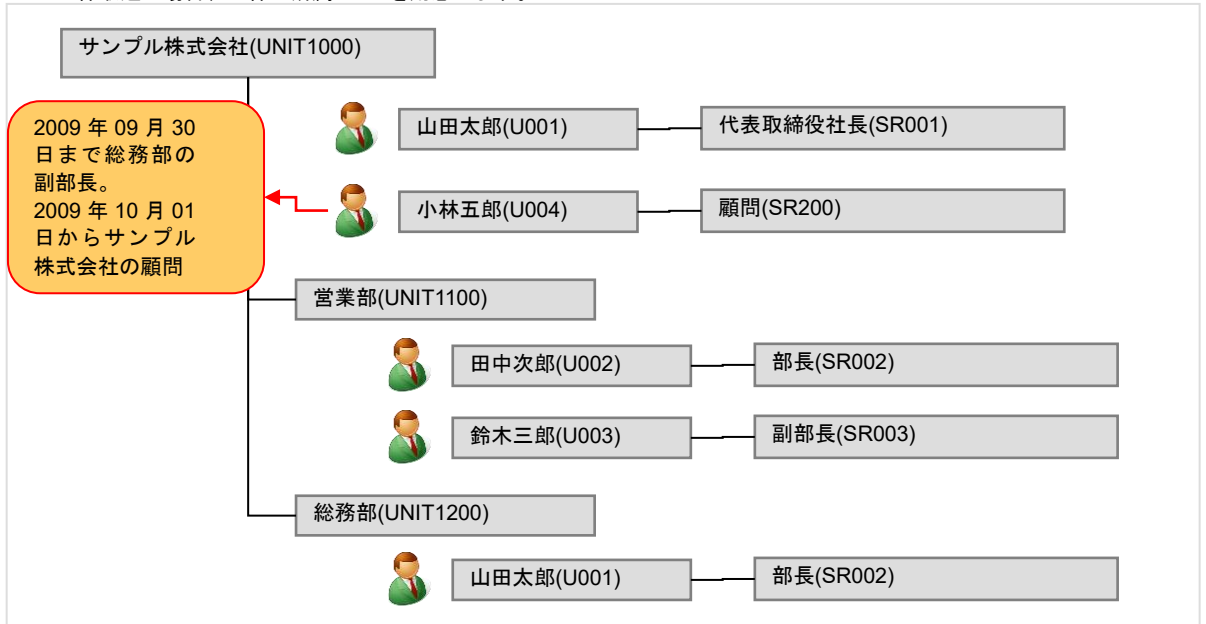 サンプル株式会社(UNIT1000)
山田太郎(U001)
代表取締役社長(SR001)
2009 年 09 月 30
日まで総務部の
副部長。
2009 年 10 月 01
日からサンプル
株式会社の顧問
小林五郎(U004)
顧問(SR200)
営業部(UNIT1100)
田中次郎(U002)
部長(SR002)
鈴木三郎(U003)
副部長(SR003)
総務部(UNIT1200)
山田太郎(U001)
部長(SR002)